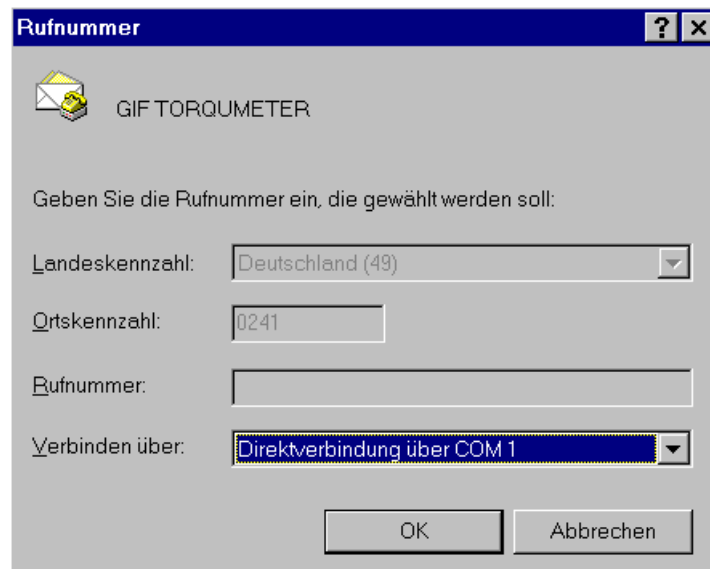 Rufnummer
GIF TORQUMETER
Geben Sie die Rufnummer ein, die gewählt werden soll:
Landeskennzahl: Deutschland (49)
Ortskennzahl: 0241
Rufnummer:
Verbinden über: Direktverbindung über COM 1
OK Abbrechen